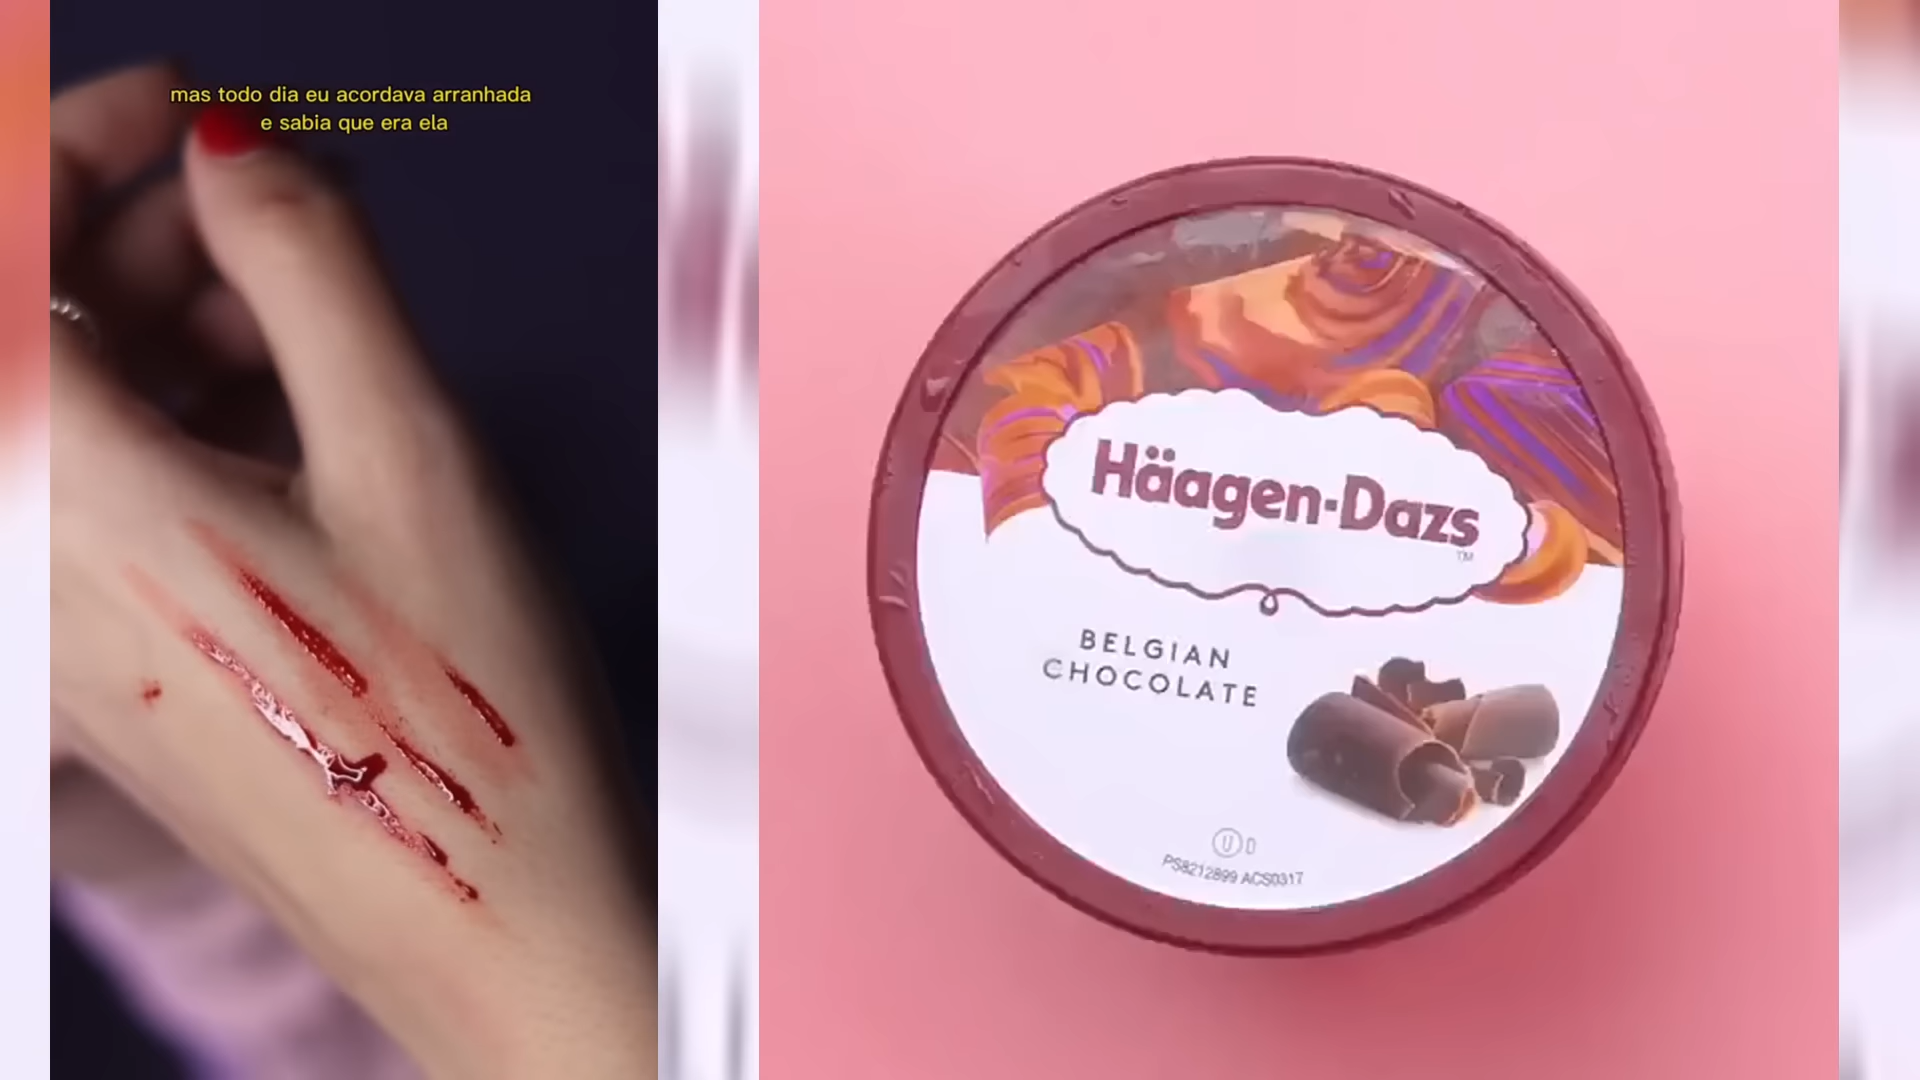 mas todo dia eu acordava arranhada
e sabia que era ela
Häagen-Dazs
TM
BELGIAN
CHOCOLATE
U D
PS8212899 ACS0317